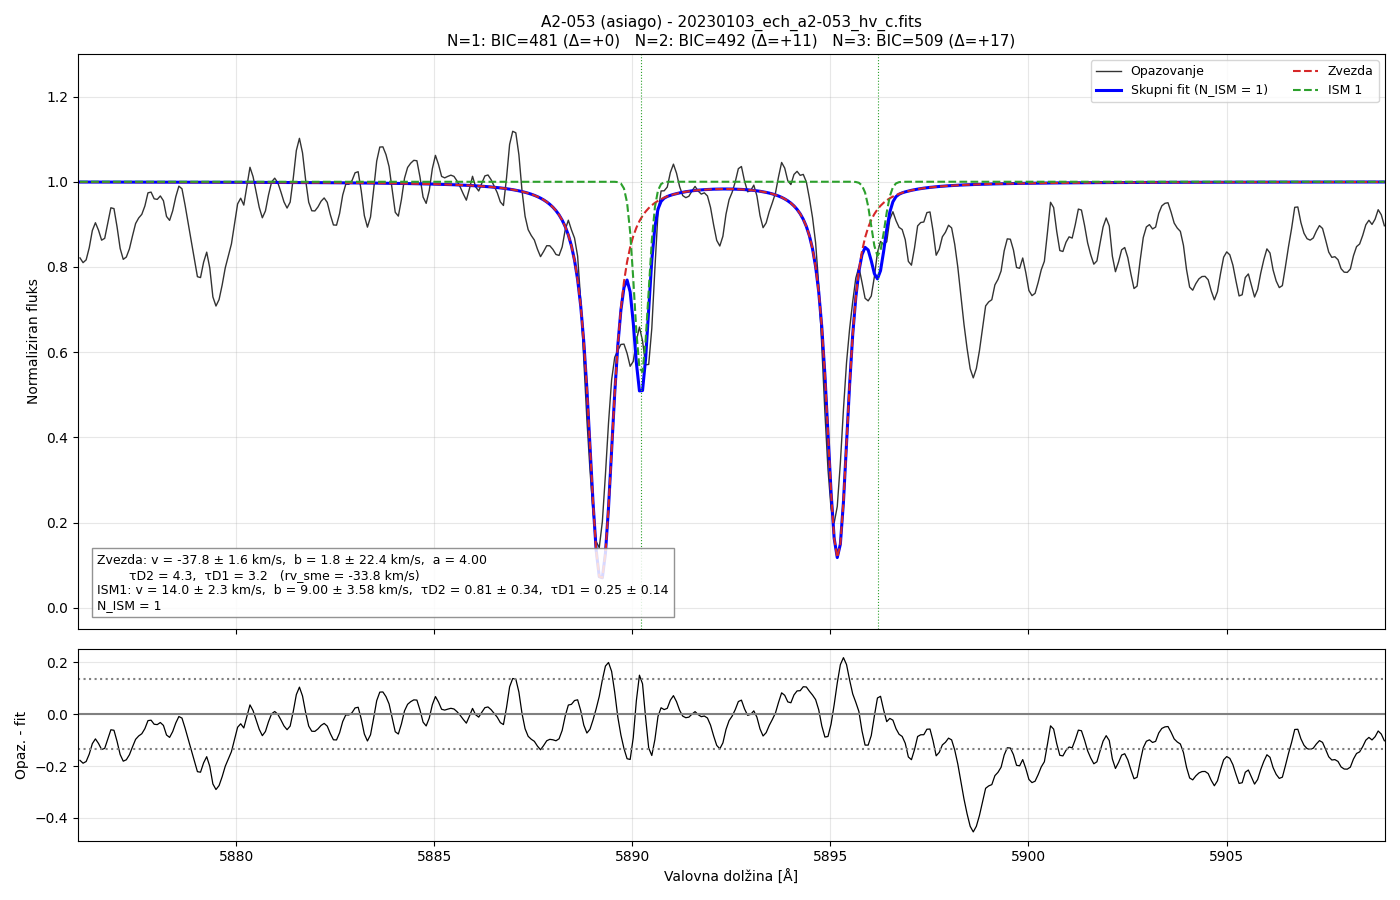 A2-053 (asiago) - 20230103_ech_a2-053_hv_c.fits
N=1: BIC=481 (Δ=+0)   N=2: BIC=492 (Δ=+11)   N=3: BIC=509 (Δ=+17)
Opazovanje
Skupni fit (N_ISM = 1)
Zvezda
ISM 1
Normaliziran fluks
1.2
1.0
0.8
0.6
0.4
0.2
0.0
Zvezda: v = -37.8 ± 1.6 km/s,  b = 1.8 ± 22.4 km/s,  a = 4.00
τD2 = 4.3,  τD1 = 3.2   (rv_sme = -33.8 km/s)
ISM1: v = 14.0 ± 2.3 km/s,  b = 9.00 ± 3.58 km/s,  τD2 = 0.81 ± 0.34,  τD1 = 0.25 ± 0.14
N_ISM = 1
Opaz. - fit
0.2
0.0
−0.2
−0.4
5880
5885
5890
5895
5900
5905
Valovna dolžina [Å]